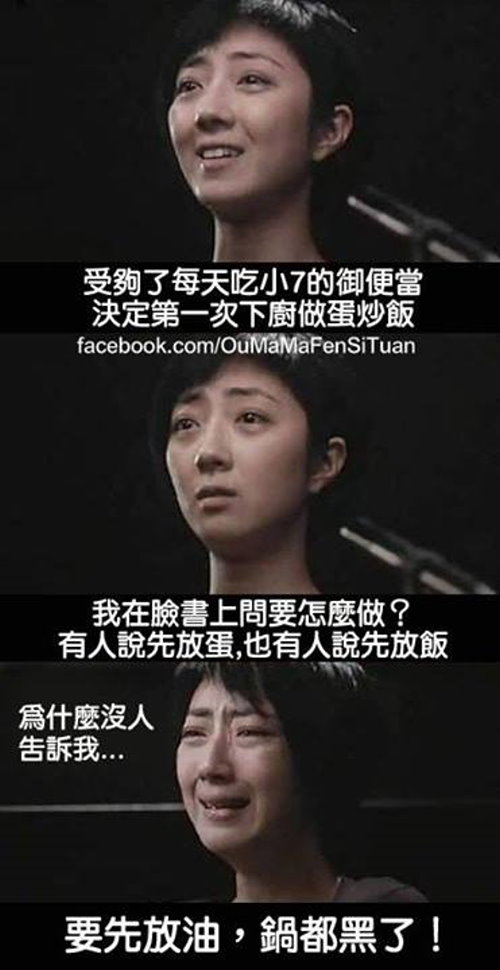 受夠了每天吃小7的御便當
決定第一次下廚做蛋炒飯
facebook.com/OuMaMaFenSiTuan
我在臉書上問要怎麼做？
有人說先放蛋,也有人說先放飯
為什麼沒人
告訴我...
要先放油，鍋都黑了！